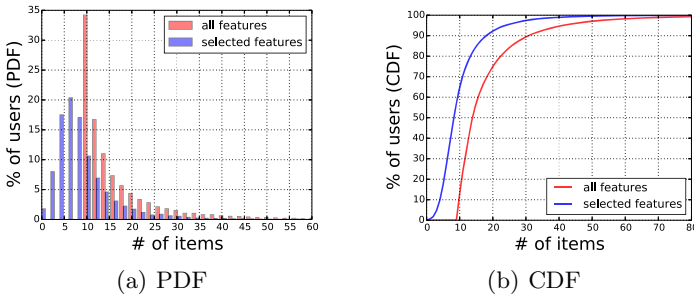 % of users (PDF)
35
30
25
20
15
10
5
0
all features
selected features
0 5 10 15 20 25 30 35 40 45 50 55 60
# of items
(a) PDF
% of users (CDF)
100
90
80
70
60
50
40
30
20
10
0
all features
selected features
0 10 20 30 40 50 60 70 80
# of items
(b) CDF